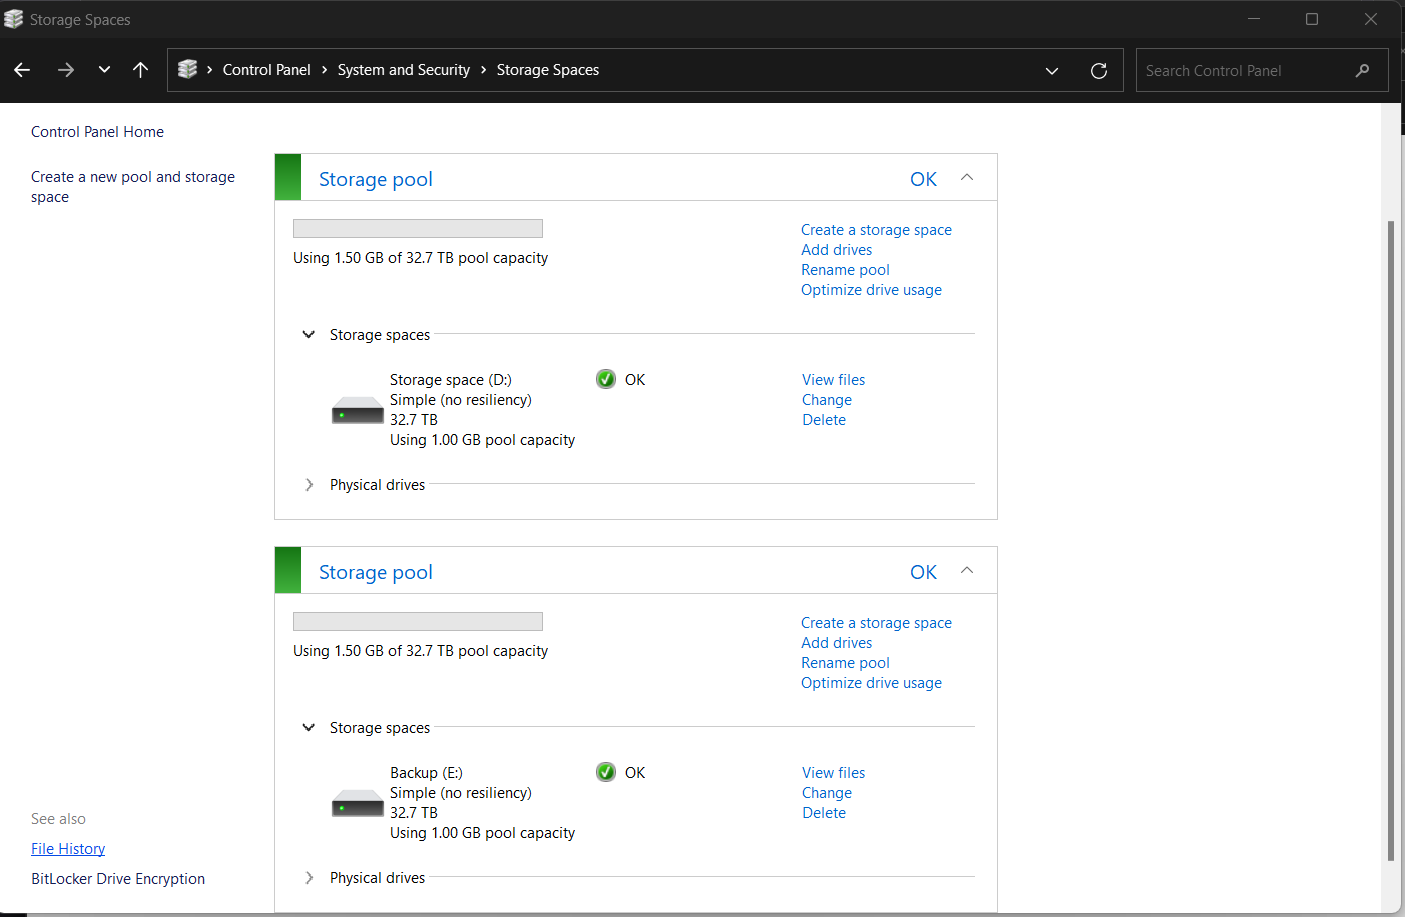 Storage Spaces
Control Panel > System and Security > Storage Spaces
Search Control Panel
Control Panel Home
Create a new pool and storage
space
Storage pool OK
Using 1.50 GB of 32.7 TB pool capacity
Create a storage space
Add drives
Rename pool
Optimize drive usage
Storage spaces
Storage space (D:) OK View files
Simple (no resiliency) Change
32.7 TB Delete
Using 1.00 GB pool capacity
Physical drives
Storage pool OK
Using 1.50 GB of 32.7 TB pool capacity
Create a storage space
Add drives
Rename pool
Optimize drive usage
Storage spaces
Backup (E:) OK View files
Simple (no resiliency) Change
32.7 TB Delete
Using 1.00 GB pool capacity
Physical drives
See also
File History
BitLocker Drive Encryption